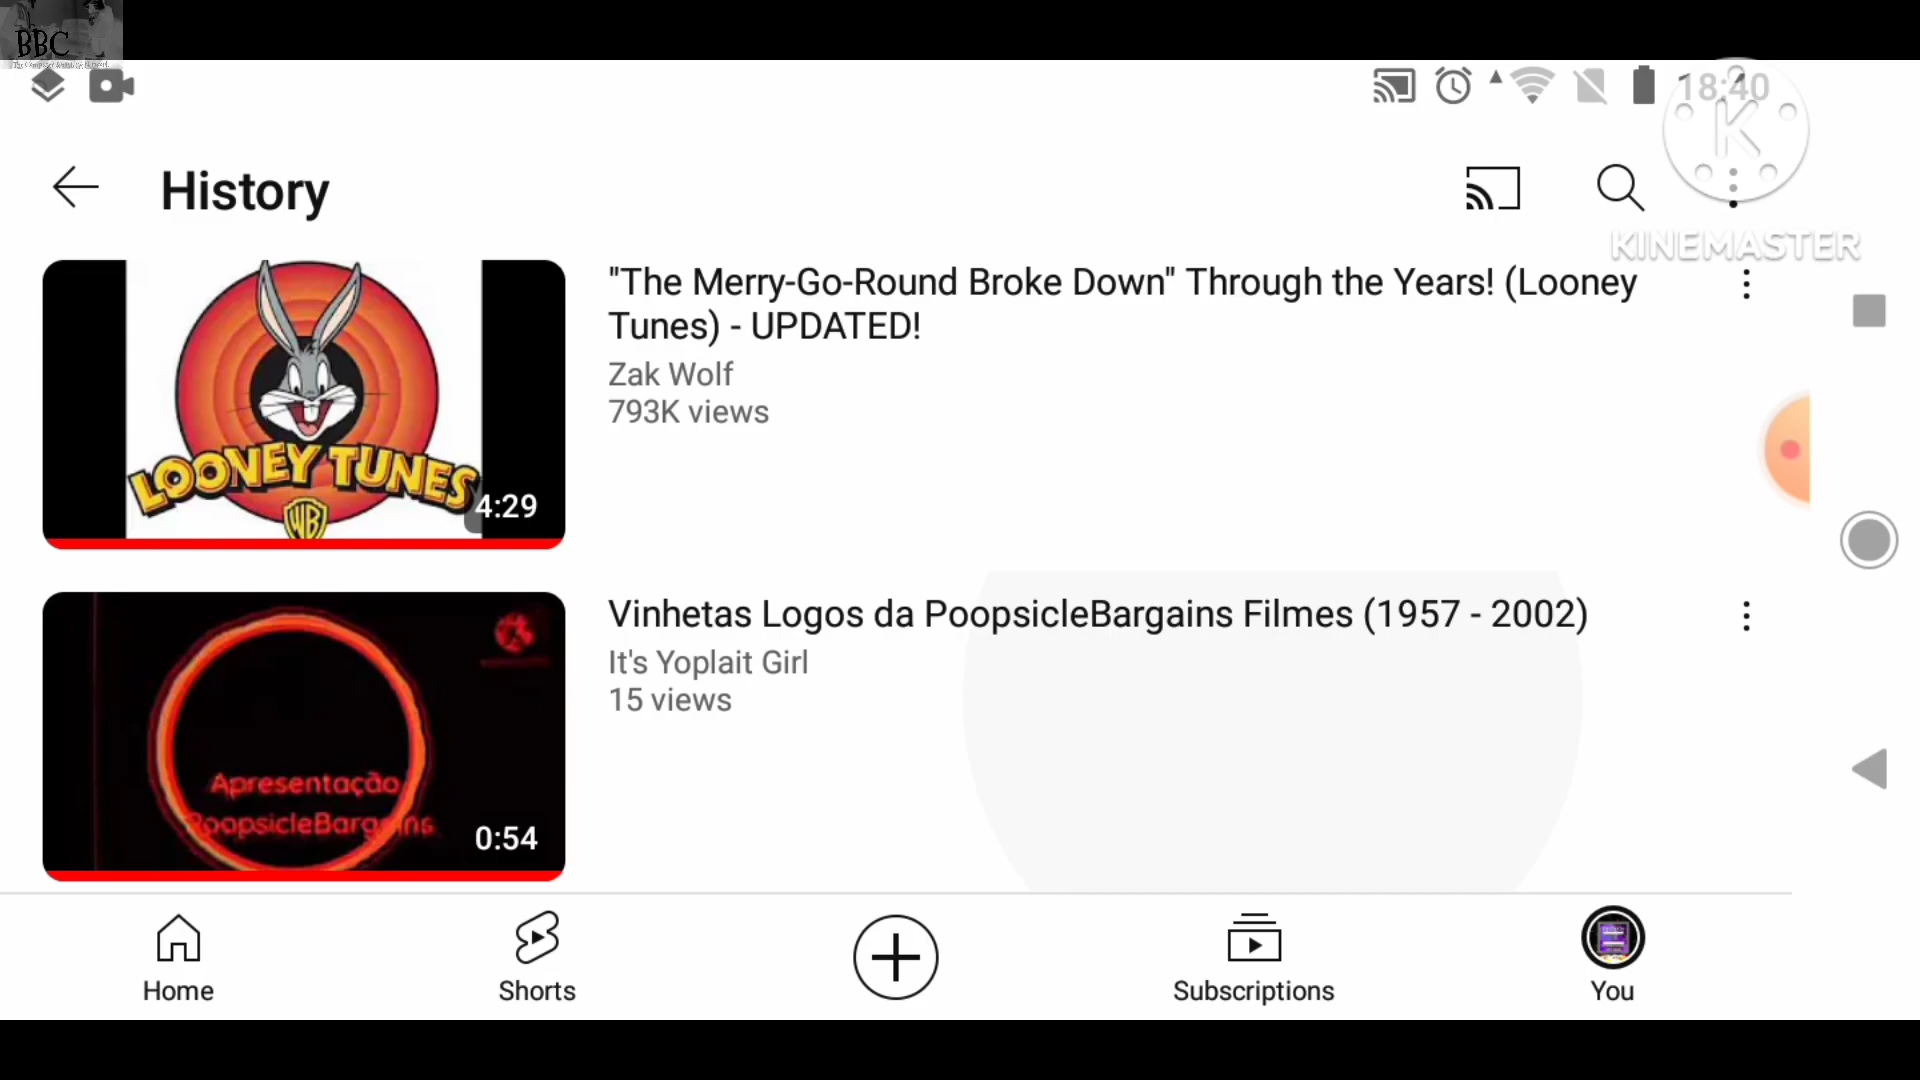 BBC
18:40
K
KINEMASTER
History
"The Merry-Go-Round Broke Down" Through the Years! (Looney
Tunes) - UPDATED!
Zak Wolf
793K views
LOONEY TUNES
WB
4:29
Vinhetas Logos da PoopsicleBargains Filmes (1957 - 2002)
It's Yoplait Girl
15 views
Apresentação
PoopsicleBargains
0:54
Home
Shorts
Subscriptions
You